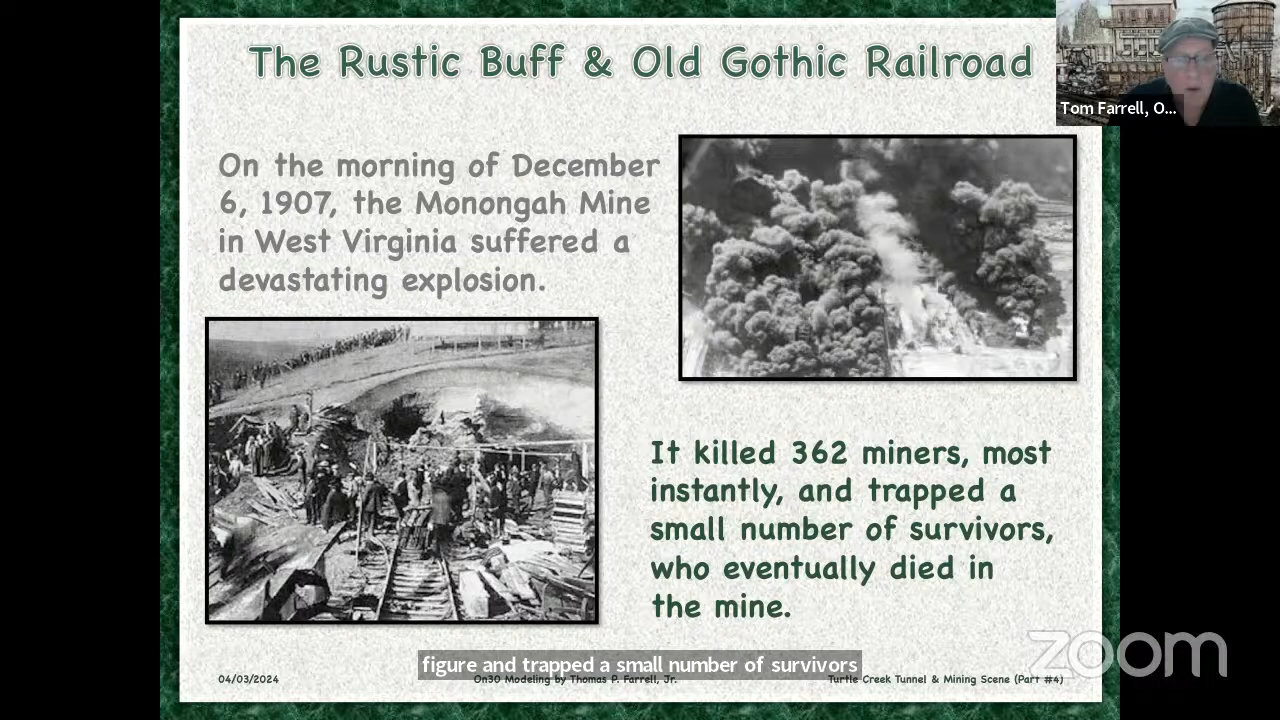 The Rustic Buff & Old Gothic Railroad
Tom Farrell, O...
On the morning of December
6, 1907, the Monongah Mine
in West Virginia suffered a
devastating explosion.
It killed 362 miners, most
instantly, and trapped a
small number of survivors,
who eventually died in
the mine.
zoom
figure and trapped a small number of survivors
04/03/2024
On30 Modeling by Thomas P. Farrell, Jr.
Turtle Creek Tunnel & Mining Scene (Part #4)